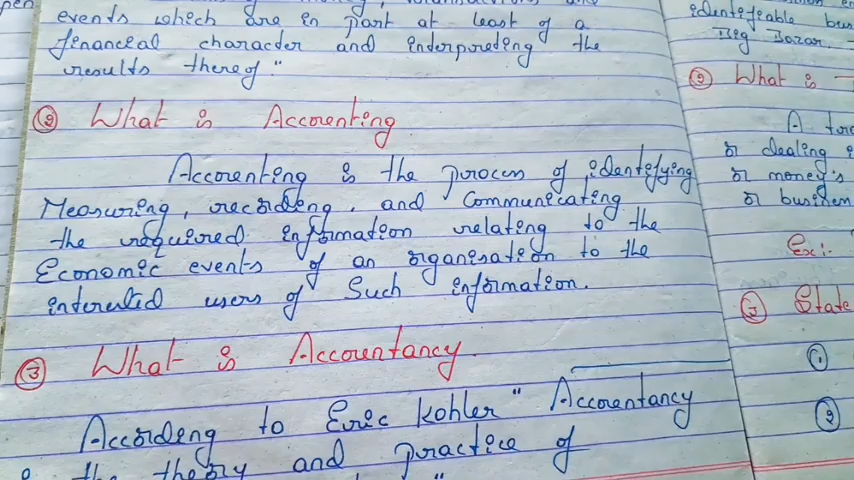 events which are in part at least of a
financial character and interpreting the
results thereof"
② What is Accounting
Accounting is the process of identifying
Measuring, recording, and Communicating
the required information relating to the
Economic events of an organisation to the
interested users of Such information.
③ What is Accountancy.
According to Eric Kohler "Accountancy
the theory and practice of
identifiable
Big Bazar.
⑨ What is
A
or dealing
or money's
or business
Ex:-
State
①
②